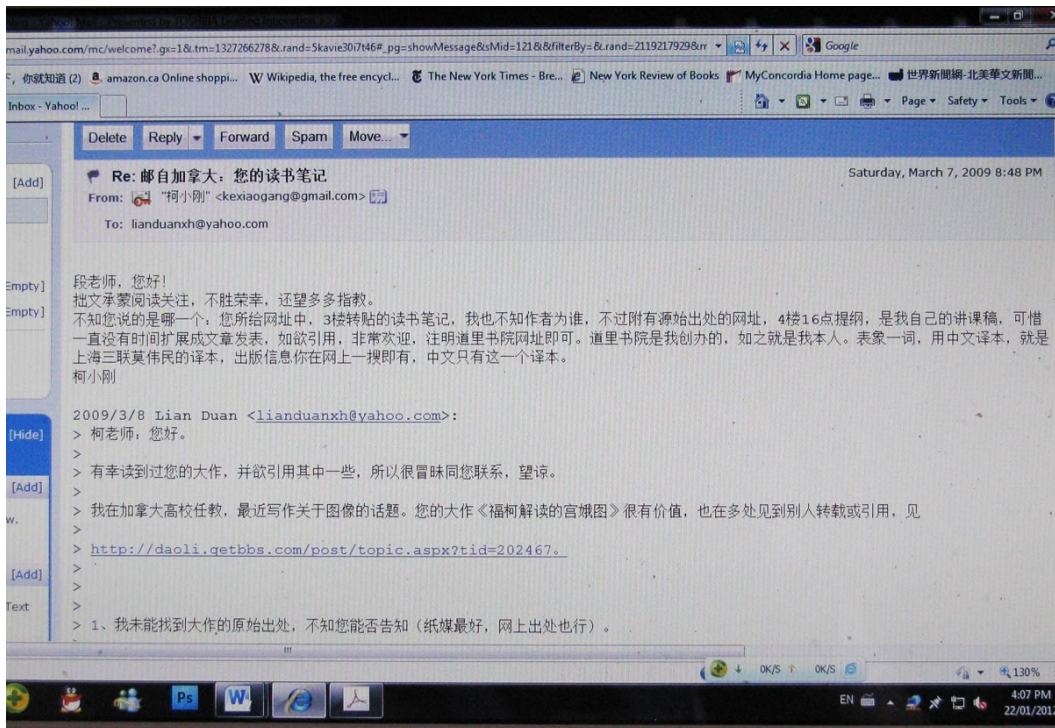 mail.yahoo.com/mc/welcome?.gx=1&.tm=1327266278&.rand=5kavie30i7t46#_pg=showMessage&sMid=121&&filterBy=&.rand=2119217929&
Google
你就知道 (2) amazon.ca Online shoppi... Wikipedia, the free encycl... The New York Times - Bre... New York Review of Books MyConcordia Home page... 世界新聞網-北美華文新聞...
Inbox - Yahoo! ...
Page Safety Tools
Delete Reply Forward Spam Move...
[Add]
Re: 邮自加拿大：您的读书笔记
Saturday, March 7, 2009 8:48 PM
From: "柯小刚" <kexiaogang@gmail.com>
To: lianduanxh@yahoo.com
Empty]
Empty]
段老师，您好！
拙文承蒙阅读关注，不胜荣幸，还望多多指教。
不知您说的是哪一个：您所给网址中，3楼转贴的读书笔记，我也不知作者为谁，不过附有源始出处的网址，4楼16点提纲，是我自己的讲课稿，可惜
一直没有时间扩展成文章发表，如欲引用，非常欢迎，注明道里书院网址即可。道里书院是我创办的，如之就是我本人。表象一词，用中文译本，就是
上海三联莫伟民的译本，出版信息你在网上一搜即有，中文只有这一个译本。
柯小刚
2009/3/8 Lian Duan <lianduanxh@yahoo.com>:
[Hide]
> 柯老师：您好。
>
> 有幸读到过您的大作，并欲引用其中一些，所以很冒昧同您联系，望谅。
[Add]
>
> 我在加拿大高校任教，最近写作关于图像的话题。您的大作《福柯解读的宫娥图》很有价值，也在多处见到别人转载或引用，见
w.
>
> http://daoli.getbbs.com/post/topic.aspx?tid=202467。
[Add]
>
>
Text
>
> 1、我未能找到大作的原始出处，不知您能否告知（纸媒最好，网上出处也行）。
0K/S 0K/S
130%
Ps W
EN
4:07 PM
22/01/201